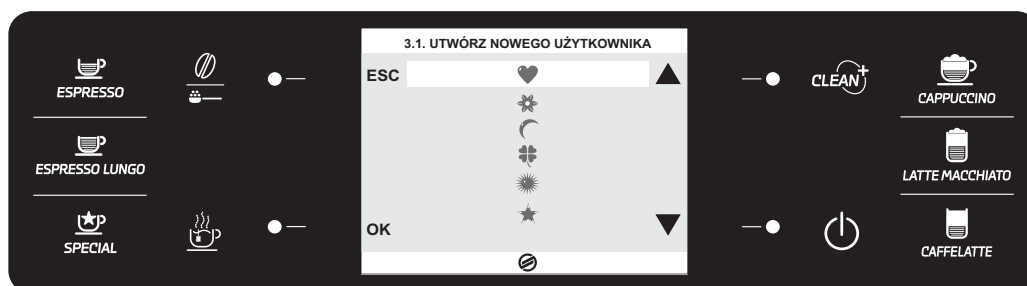 3.1. UTWÓRZ NOWEGO UŻYTKOWNIKA
ESC
OK
ESPRESSO
ESPRESSO LUNGO
SPECIAL
CLEAN+
CAPPUCCINO
LATTE MACCHIATO
CAFFELATTE